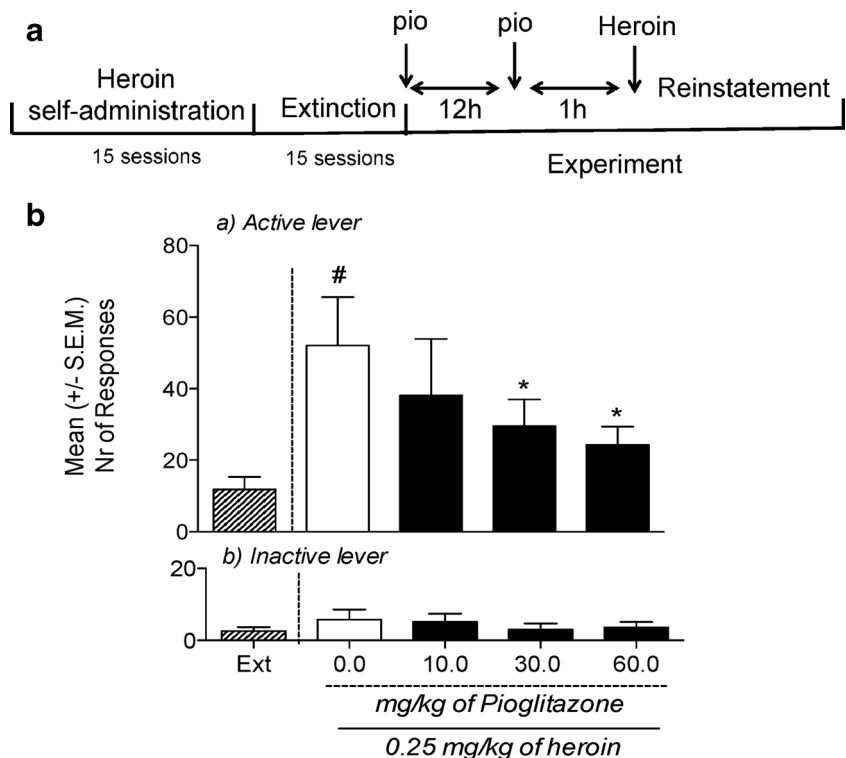 a
pio pio Heroin
Heroin
self-administration Extinction 12h 1h Reinstatement
15 sessions 15 sessions Experiment
b
a) Active lever
80
60
40
20
0
Mean (+/- S.E.M.)
Nr of Responses
#
*
*
b) Inactive lever
20
0
Ext 0.0 10.0 30.0 60.0
mg/kg of Pioglitazone
0.25 mg/kg of heroin